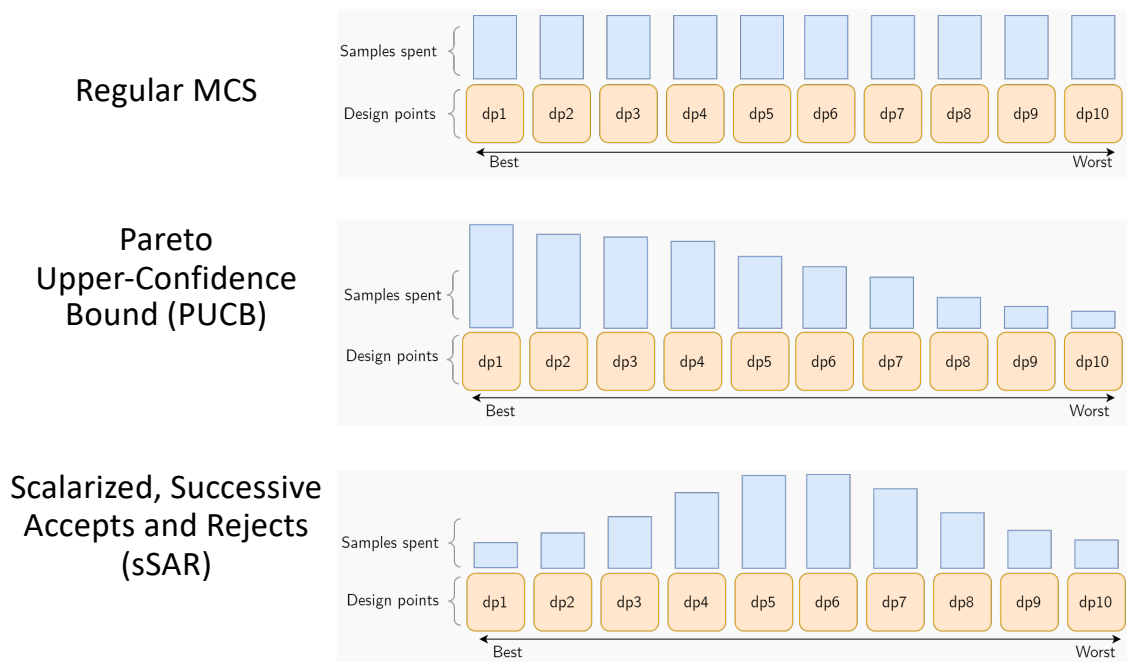 Regular MCS
Samples spent
Design points
dp1 dp2 dp3 dp4 dp5 dp6 dp7 dp8 dp9 dp10
Best Worst
Pareto
Upper-Confidence
Bound (PUCB)
Samples spent
Design points
dp1 dp2 dp3 dp4 dp5 dp6 dp7 dp8 dp9 dp10
Best Worst
Scalarized, Successive
Accepts and Rejects
(sSAR)
Samples spent
Design points
dp1 dp2 dp3 dp4 dp5 dp6 dp7 dp8 dp9 dp10
Best Worst